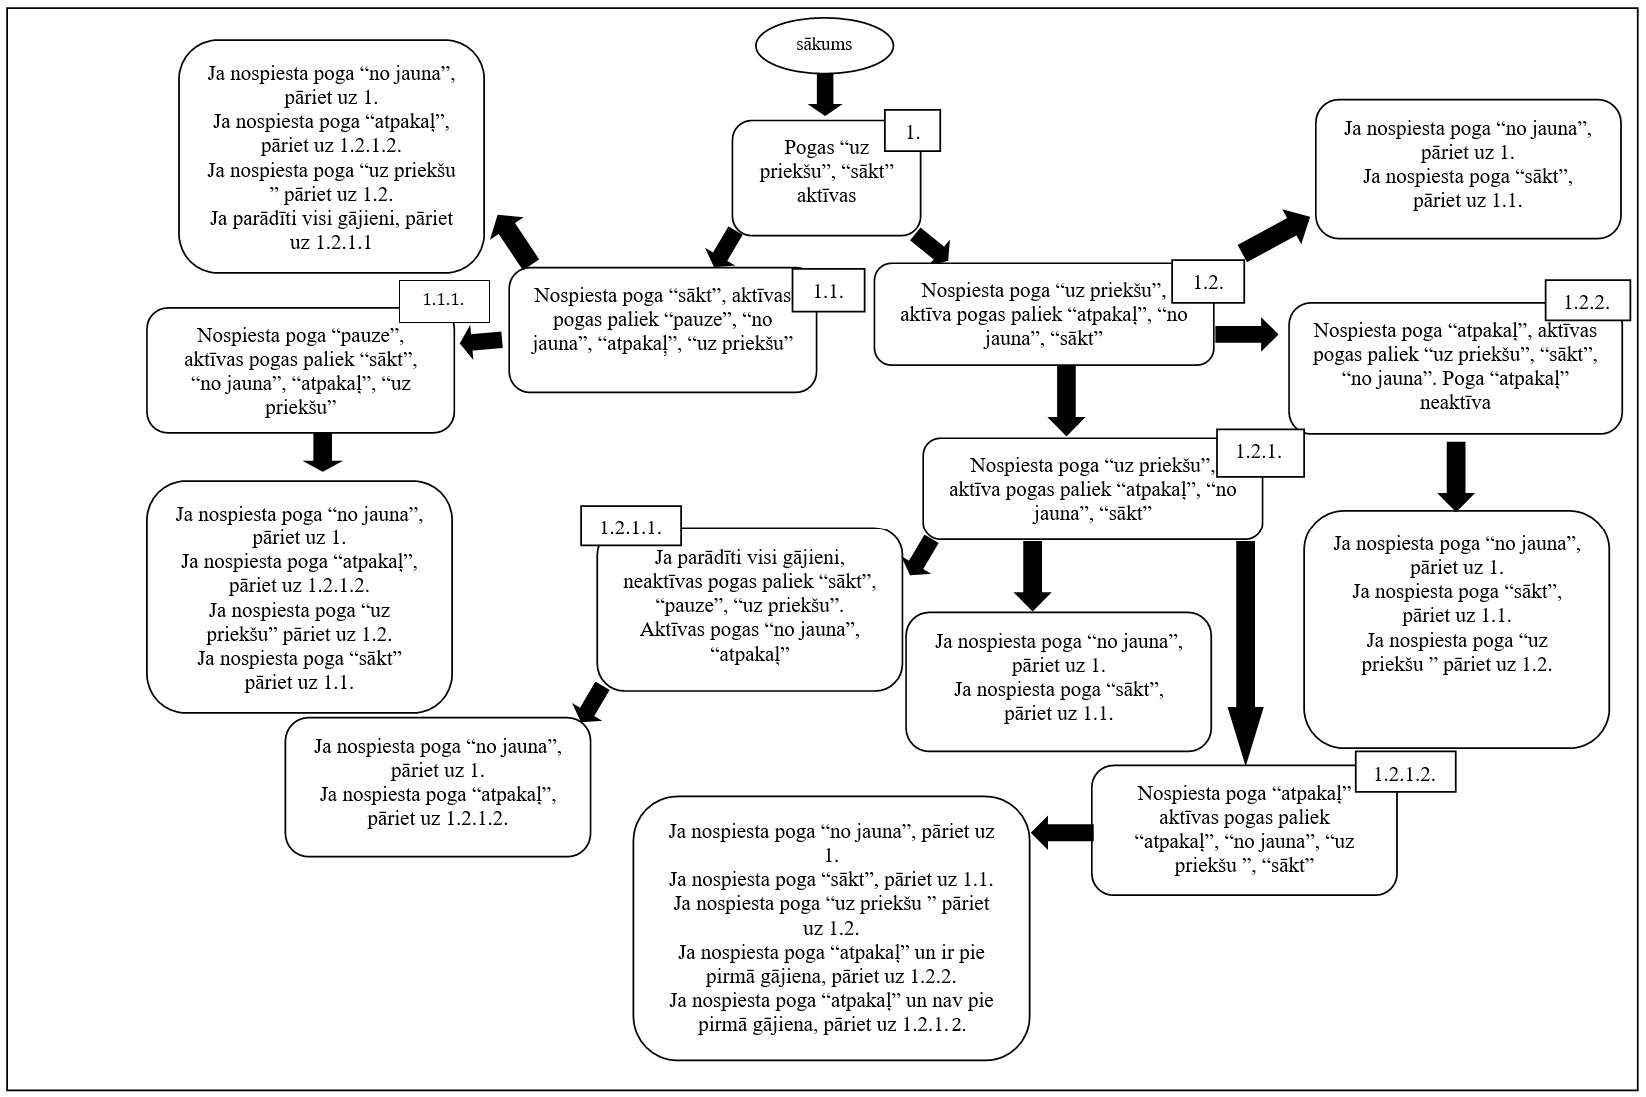 sākums
1.
Pogas “uz
priekšu”, “sākt”
aktīvas
Ja nospiesta poga “no jauna”,
pāriet uz 1.
Ja nospiesta poga “atpakaļ”,
pāriet uz 1.2.1.2.
Ja nospiesta poga “uz priekšu
” pāriet uz 1.2.
Ja parādīti visi gājieni, pāriet
uz 1.2.1.1
Ja nospiesta poga “no jauna”,
pāriet uz 1.
Ja nospiesta poga “sākt”,
pāriet uz 1.1.
1.1.
Nospiesta poga “sākt”, aktīvas
pogas paliek “pauze”, “no
jauna”, “atpakaļ”, “uz priekšu”
1.2.
Nospiesta poga “uz priekšu”,
aktīva pogas paliek “atpakaļ”, “no
jauna”, “sākt”
1.1.1.
Nospiesta poga “pauze”,
aktīvas pogas paliek “sākt”,
“no jauna”, “atpakaļ”, “uz
priekšu”
1.2.2.
Nospiesta poga “atpakaļ”, aktīvas
pogas paliek “uz priekšu”, “sākt”,
“no jauna”. Poga “atpakaļ”
neaktīva
1.2.1.
Nospiesta poga “uz priekšu”,
aktīva pogas paliek “atpakaļ”, “no
jauna”, “sākt”
Ja nospiesta poga “no jauna”,
pāriet uz 1.
Ja nospiesta poga “atpakaļ”,
pāriet uz 1.2.1.2.
Ja nospiesta poga “uz
priekšu” pāriet uz 1.2.
Ja nospiesta poga “sākt”
pāriet uz 1.1.
1.2.1.1.
Ja parādīti visi gājieni,
neaktīvas pogas paliek “sākt”,
“pauze”, “uz priekšu”.
Aktīvas pogas “no jauna”,
“atpakaļ”
Ja nospiesta poga “no jauna”,
pāriet uz 1.
Ja nospiesta poga “sākt”,
pāriet uz 1.1.
Ja nospiesta poga “no jauna”,
pāriet uz 1.
Ja nospiesta poga “sākt”,
pāriet uz 1.1.
Ja nospiesta poga “uz
priekšu ” pāriet uz 1.2.
Ja nospiesta poga “no jauna”,
pāriet uz 1.
Ja nospiesta poga “atpakaļ”,
pāriet uz 1.2.1.2.
1.2.1.2.
Nospiesta poga “atpakaļ”
aktīvas pogas paliek
“atpakaļ”, “no jauna”, “uz
priekšu ”, “sākt”
Ja nospiesta poga “no jauna”, pāriet uz
1.
Ja nospiesta poga “sākt”, pāriet uz 1.1.
Ja nospiesta poga “uz priekšu ” pāriet
uz 1.2.
Ja nospiesta poga “atpakaļ” un ir pie
pirmā gājiena, pāriet uz 1.2.2.
Ja nospiesta poga “atpakaļ” un nav pie
pirmā gājiena, pāriet uz 1.2.1.2.